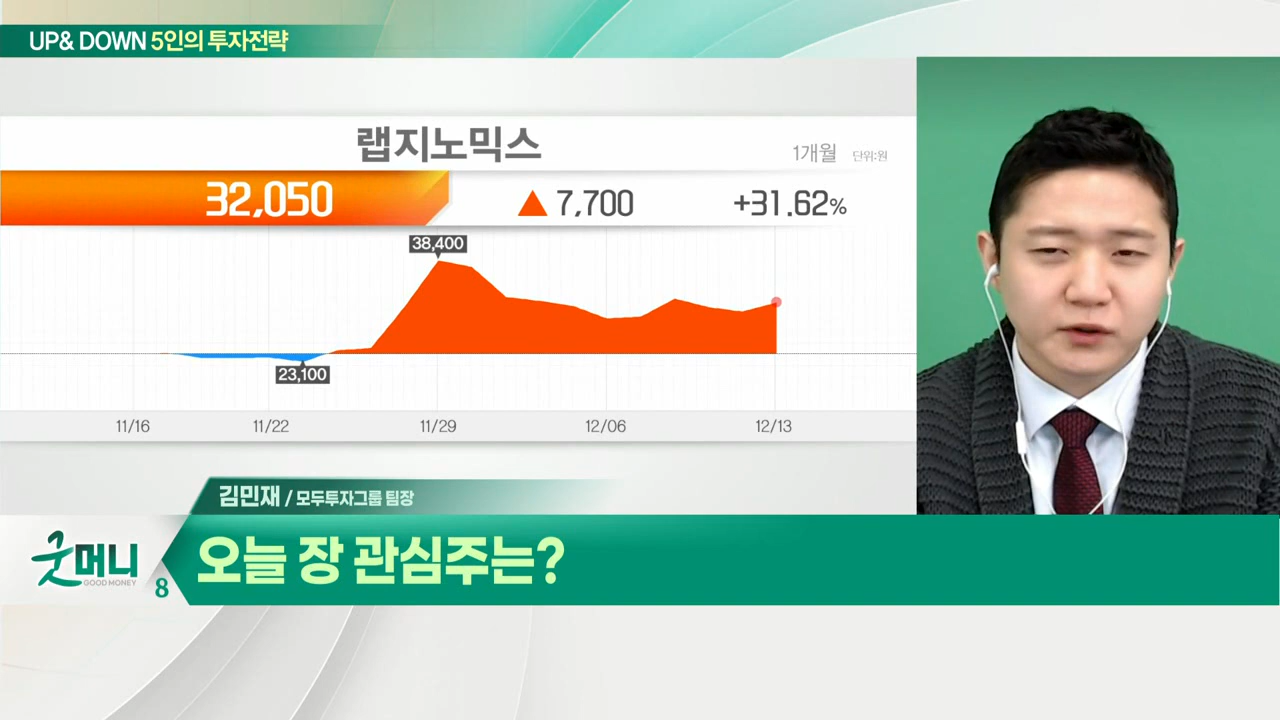 UP& DOWN 5인의 투자전략
랩지노믹스
1개월 단위:원
32,050 ▲ 7,700 +31.62%
38,400
23,100
11/16 11/22 11/29 12/06 12/13
김민재 / 모두투자그룹 팀장
굿머니
GOOD MONEY
8
오늘 장 관심주는?